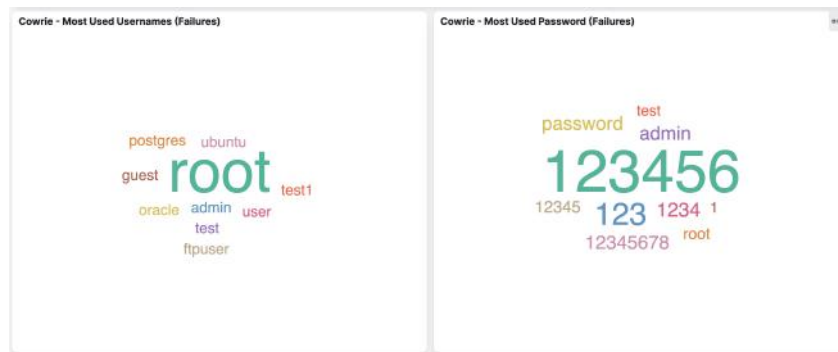 Cowrie - Most Used Usernames (Failures)
postgres ubuntu
guest root test1
oracle admin user
test
ftpuser
Cowrie - Most Used Password (Failures)
test
password admin
123456
12345 123 1234 1
12345678 root